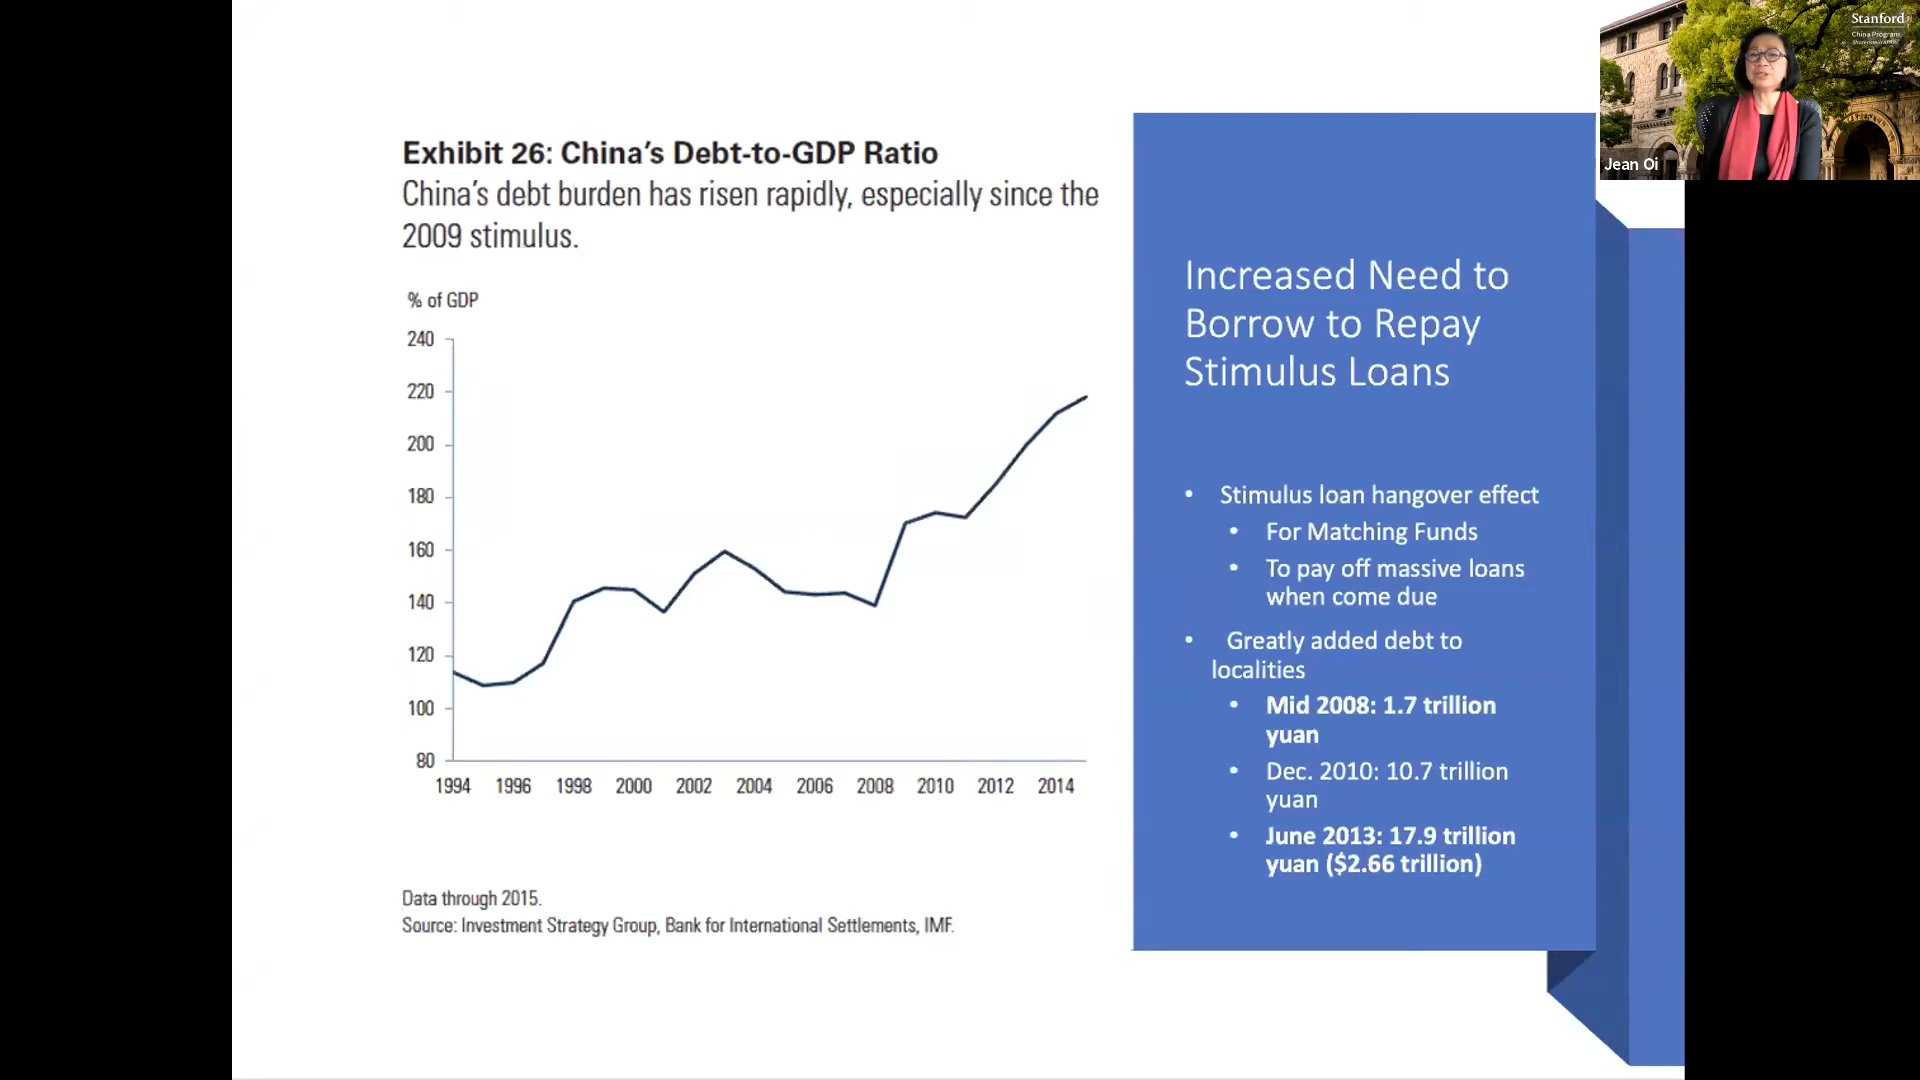 Exhibit 26: China's Debt-to-GDP Ratio
China's debt burden has risen rapidly, especially since the
2009 stimulus.
% of GDP
240
220
200
180
160
140
120
100
80
1994 1996 1998 2000 2002 2004 2006 2008 2010 2012 2014
Data through 2015.
Source: Investment Strategy Group, Bank for International Settlements, IMF.
Increased Need to
Borrow to Repay
Stimulus Loans
• Stimulus loan hangover effect
• For Matching Funds
• To pay off massive loans
when come due
• Greatly added debt to
localities
• Mid 2008: 1.7 trillion
yuan
• Dec. 2010: 10.7 trillion
yuan
• June 2013: 17.9 trillion
yuan ($2.66 trillion)
Stanford
China Program
Shorenstein APARC
Jean Oi